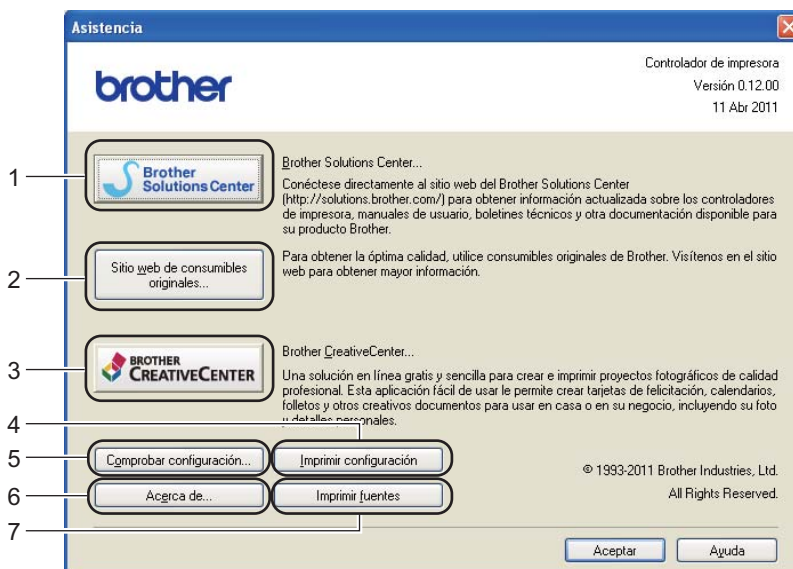 Asistencia
brother
Controlador de impresora
Versión 0.12.00
11 Abr 2011
1
Brother
Solutions Center
Brother Solutions Center...
Conéctese directamente al sitio web del Brother Solutions Center
(http://solutions.brother.com/) para obtener información actualizada sobre los controladores
de impresora, manuales de usuario, boletines técnicos y otra documentación disponible para
su producto Brother.
2
Sitio web de consumibles
originales...
Para obtener la óptima calidad, utilice consumibles originales de Brother. Visítenos en el sitio
web para obtener mayor información.
3
BROTHER
CREATIVECENTER
Brother CreativeCenter...
Una solución en línea gratis y sencilla para crear e imprimir proyectos fotográficos de calidad
profesional. Esta aplicación fácil de usar le permite crear tarjetas de felicitación, calendarios,
folletos y otros creativos documentos para usar en casa o en su negocio, incluyendo su foto
y detalles personales.
4
5
Comprobar configuración...
Imprimir configuración
© 1993-2011 Brother Industries, Ltd.
6
Acerca de...
Imprimir fuentes
All Rights Reserved.
7
Aceptar
Ayuda